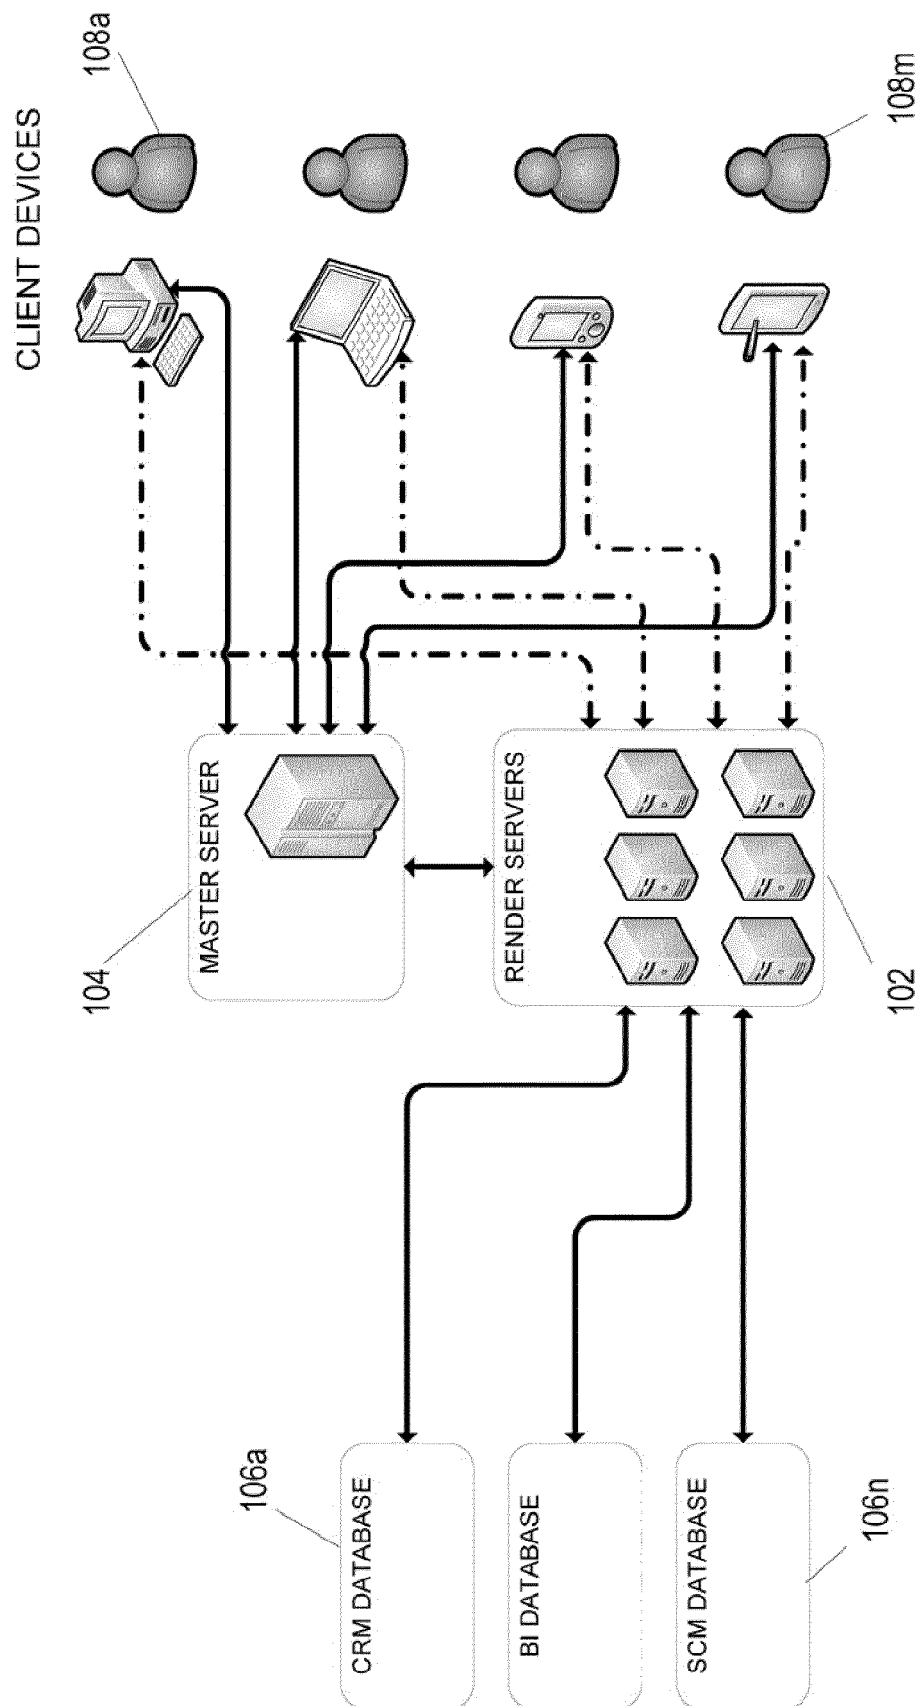 CLIENT DEVICES
108a
108m
MASTER SERVER
104
RENDER SERVERS
102
106a
CRM DATABASE
BI DATABASE
SCM DATABASE
106n